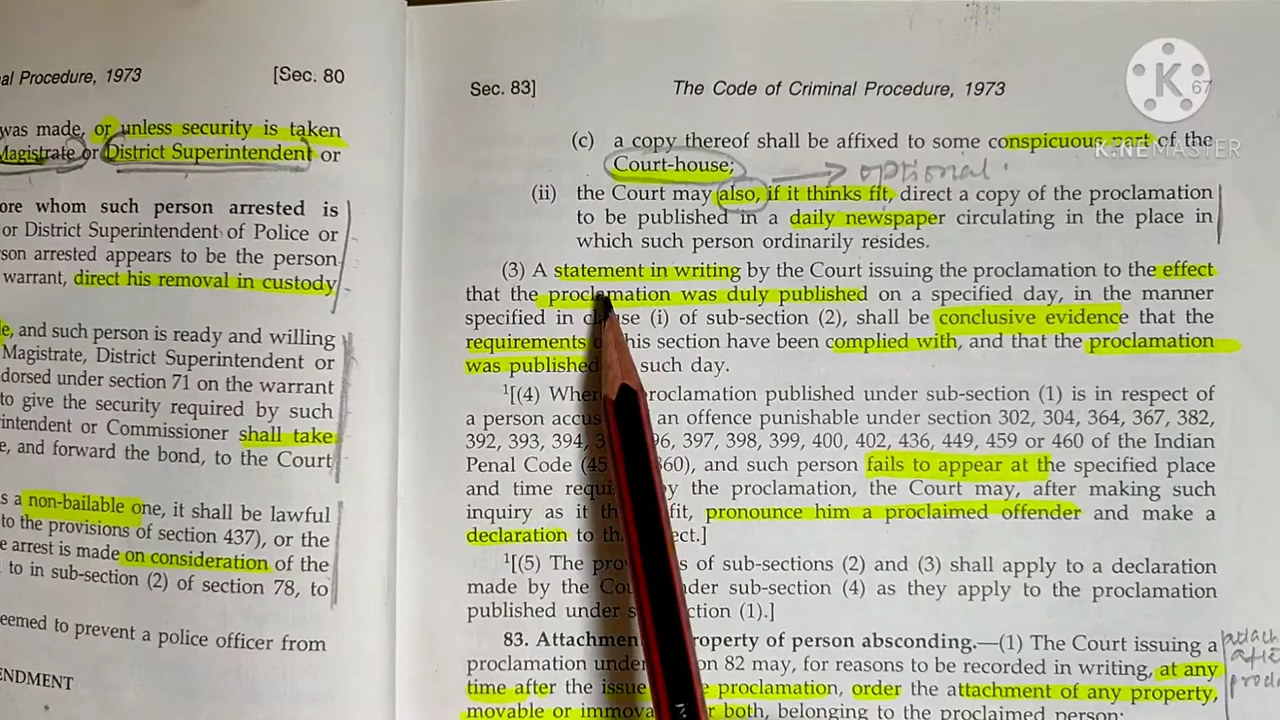 al Procedure, 1973 [Sec. 80
was made, or unless security is taken
Magistrate or District Superintendent or
ore whom such person arrested is
or District Superintendent of Police or
son arrested appears to be the person
warrant, direct his removal in custody
le, and such person is ready and willing
Magistrate, District Superintendent or
dorsed under section 71 on the warrant
to give the security required by such
intendent or Commissioner shall take
e, and forward the bond, to the Court
s a non-bailable one, it shall be lawful
to the provisions of section 437), or the
e arrest is made on consideration of the
to in sub-section (2) of section 78, to
eemed to prevent a police officer from
ENDMENT
Sec. 83] The Code of Criminal Procedure, 1973 67
K
K.NEMASTER
(c) a copy thereof shall be affixed to some conspicuous part of the
Court-house; optional
(ii) the Court may also, if it thinks fit, direct a copy of the proclamation
to be published in a daily newspaper circulating in the place in
which such person ordinarily resides.
(3) A statement in writing by the Court issuing the proclamation to the effect
that the proclamation was duly published on a specified day, in the manner
specified in clause (i) of sub-section (2), shall be conclusive evidence that the
requirements his section have been complied with, and that the proclamation
was published such day.
1[(4) Where roclamation published under sub-section (1) is in respect of
a person accus an offence punishable under section 302, 304, 364, 367, 382,
392, 393, 394, 3 96, 397, 398, 399, 400, 402, 436, 449, 459 or 460 of the Indian
Penal Code (45 860), and such person fails to appear at the specified place
and time requi y the proclamation, the Court may, after making such
inquiry as it th fit, pronounce him a proclaimed offender and make a
declaration to th ect.]
1[(5) The prov s of sub-sections (2) and (3) shall apply to a declaration
made by the Cou nder sub-section (4) as they apply to the proclamation
published under s ction (1).]
83. Attachmen roperty of person absconding.—(1) The Court issuing a
proclamation unde on 82 may, for reasons to be recorded in writing, at any
time after the issue e proclamation, order the attachment of any property,
movable or immov r both, belonging to the proclaimed person:
attach
afte
procla